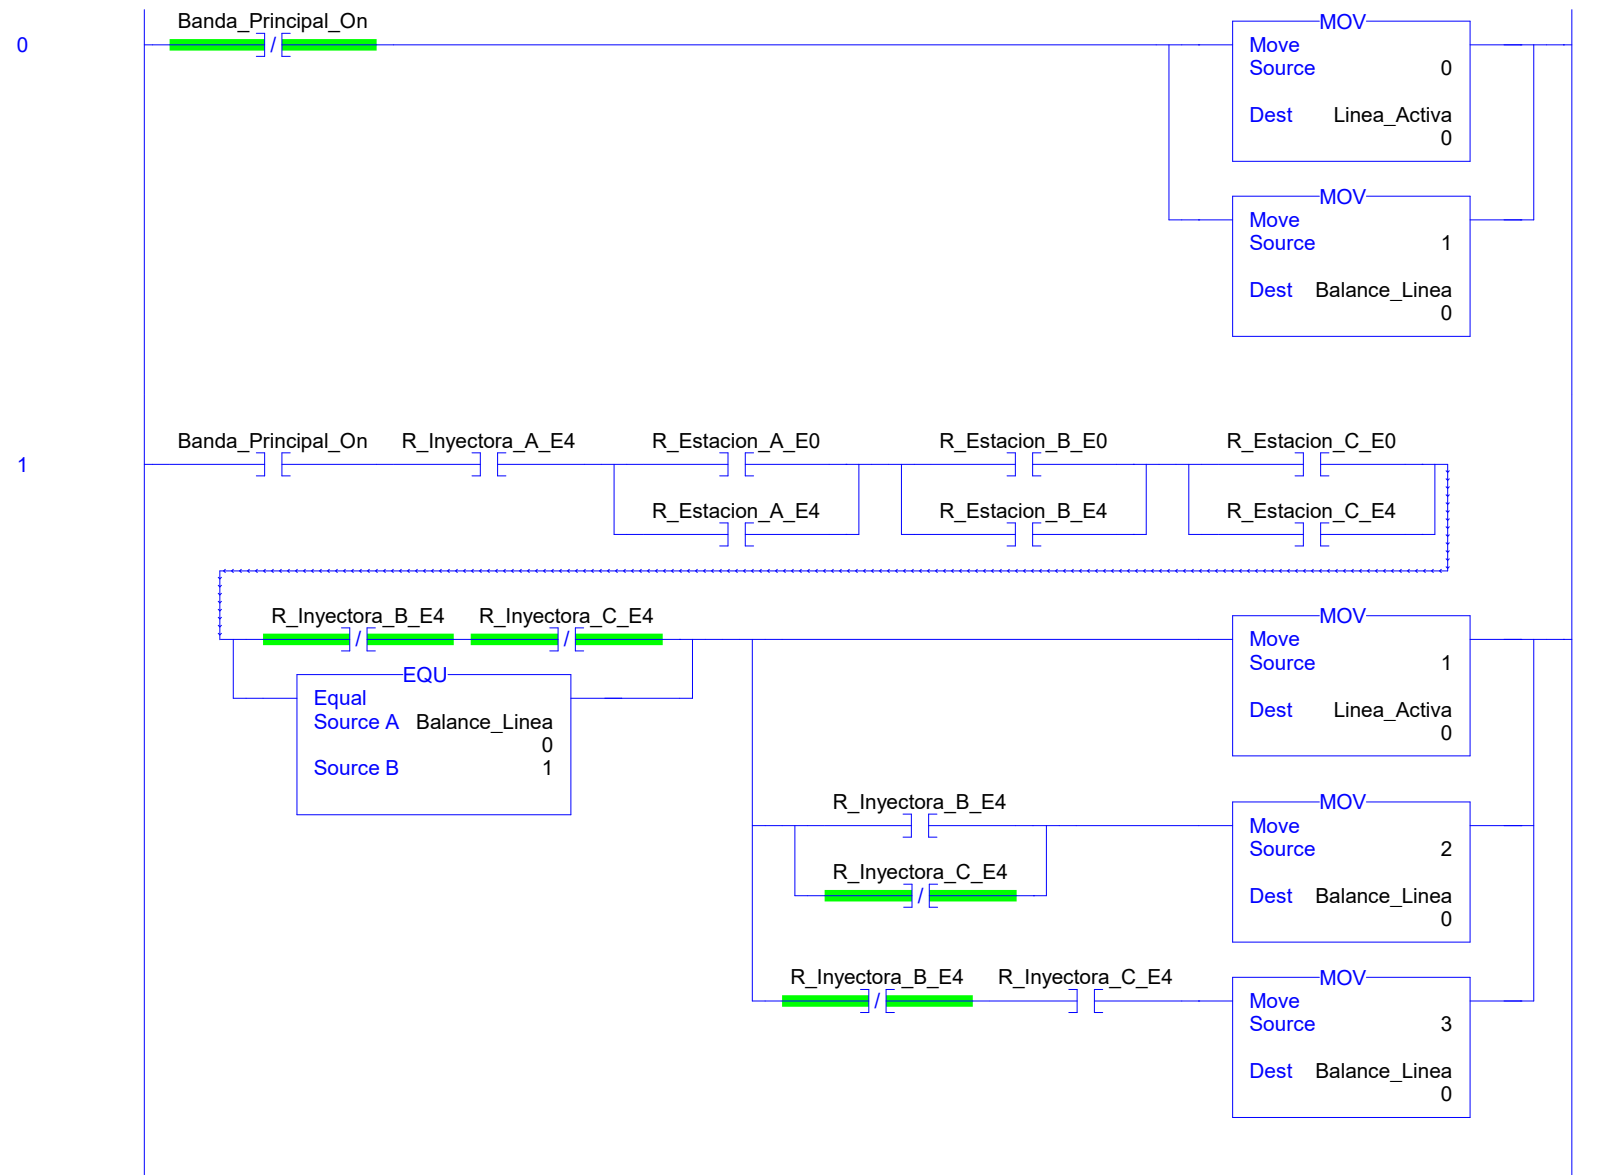 Banda_Principal_On
0
/
MOV
Move
Source 0
Dest Linea_Activa
0
MOV
Move
Source 1
Dest Balance_Linea
0
1
Banda_Principal_On R_Inyectora_A_E4 R_Estacion_A_E0 R_Estacion_B_E0 R_Estacion_C_E0
R_Estacion_A_E4 R_Estacion_B_E4 R_Estacion_C_E4
R_Inyectora_B_E4 R_Inyectora_C_E4
/ /
EQU
Equal
Source A Balance_Linea
0
Source B 1
MOV
Move
Source 1
Dest Linea_Activa
0
R_Inyectora_B_E4
R_Inyectora_C_E4
/
MOV
Move
Source 2
Dest Balance_Linea
0
R_Inyectora_B_E4 R_Inyectora_C_E4
/
MOV
Move
Source 3
Dest Balance_Linea
0